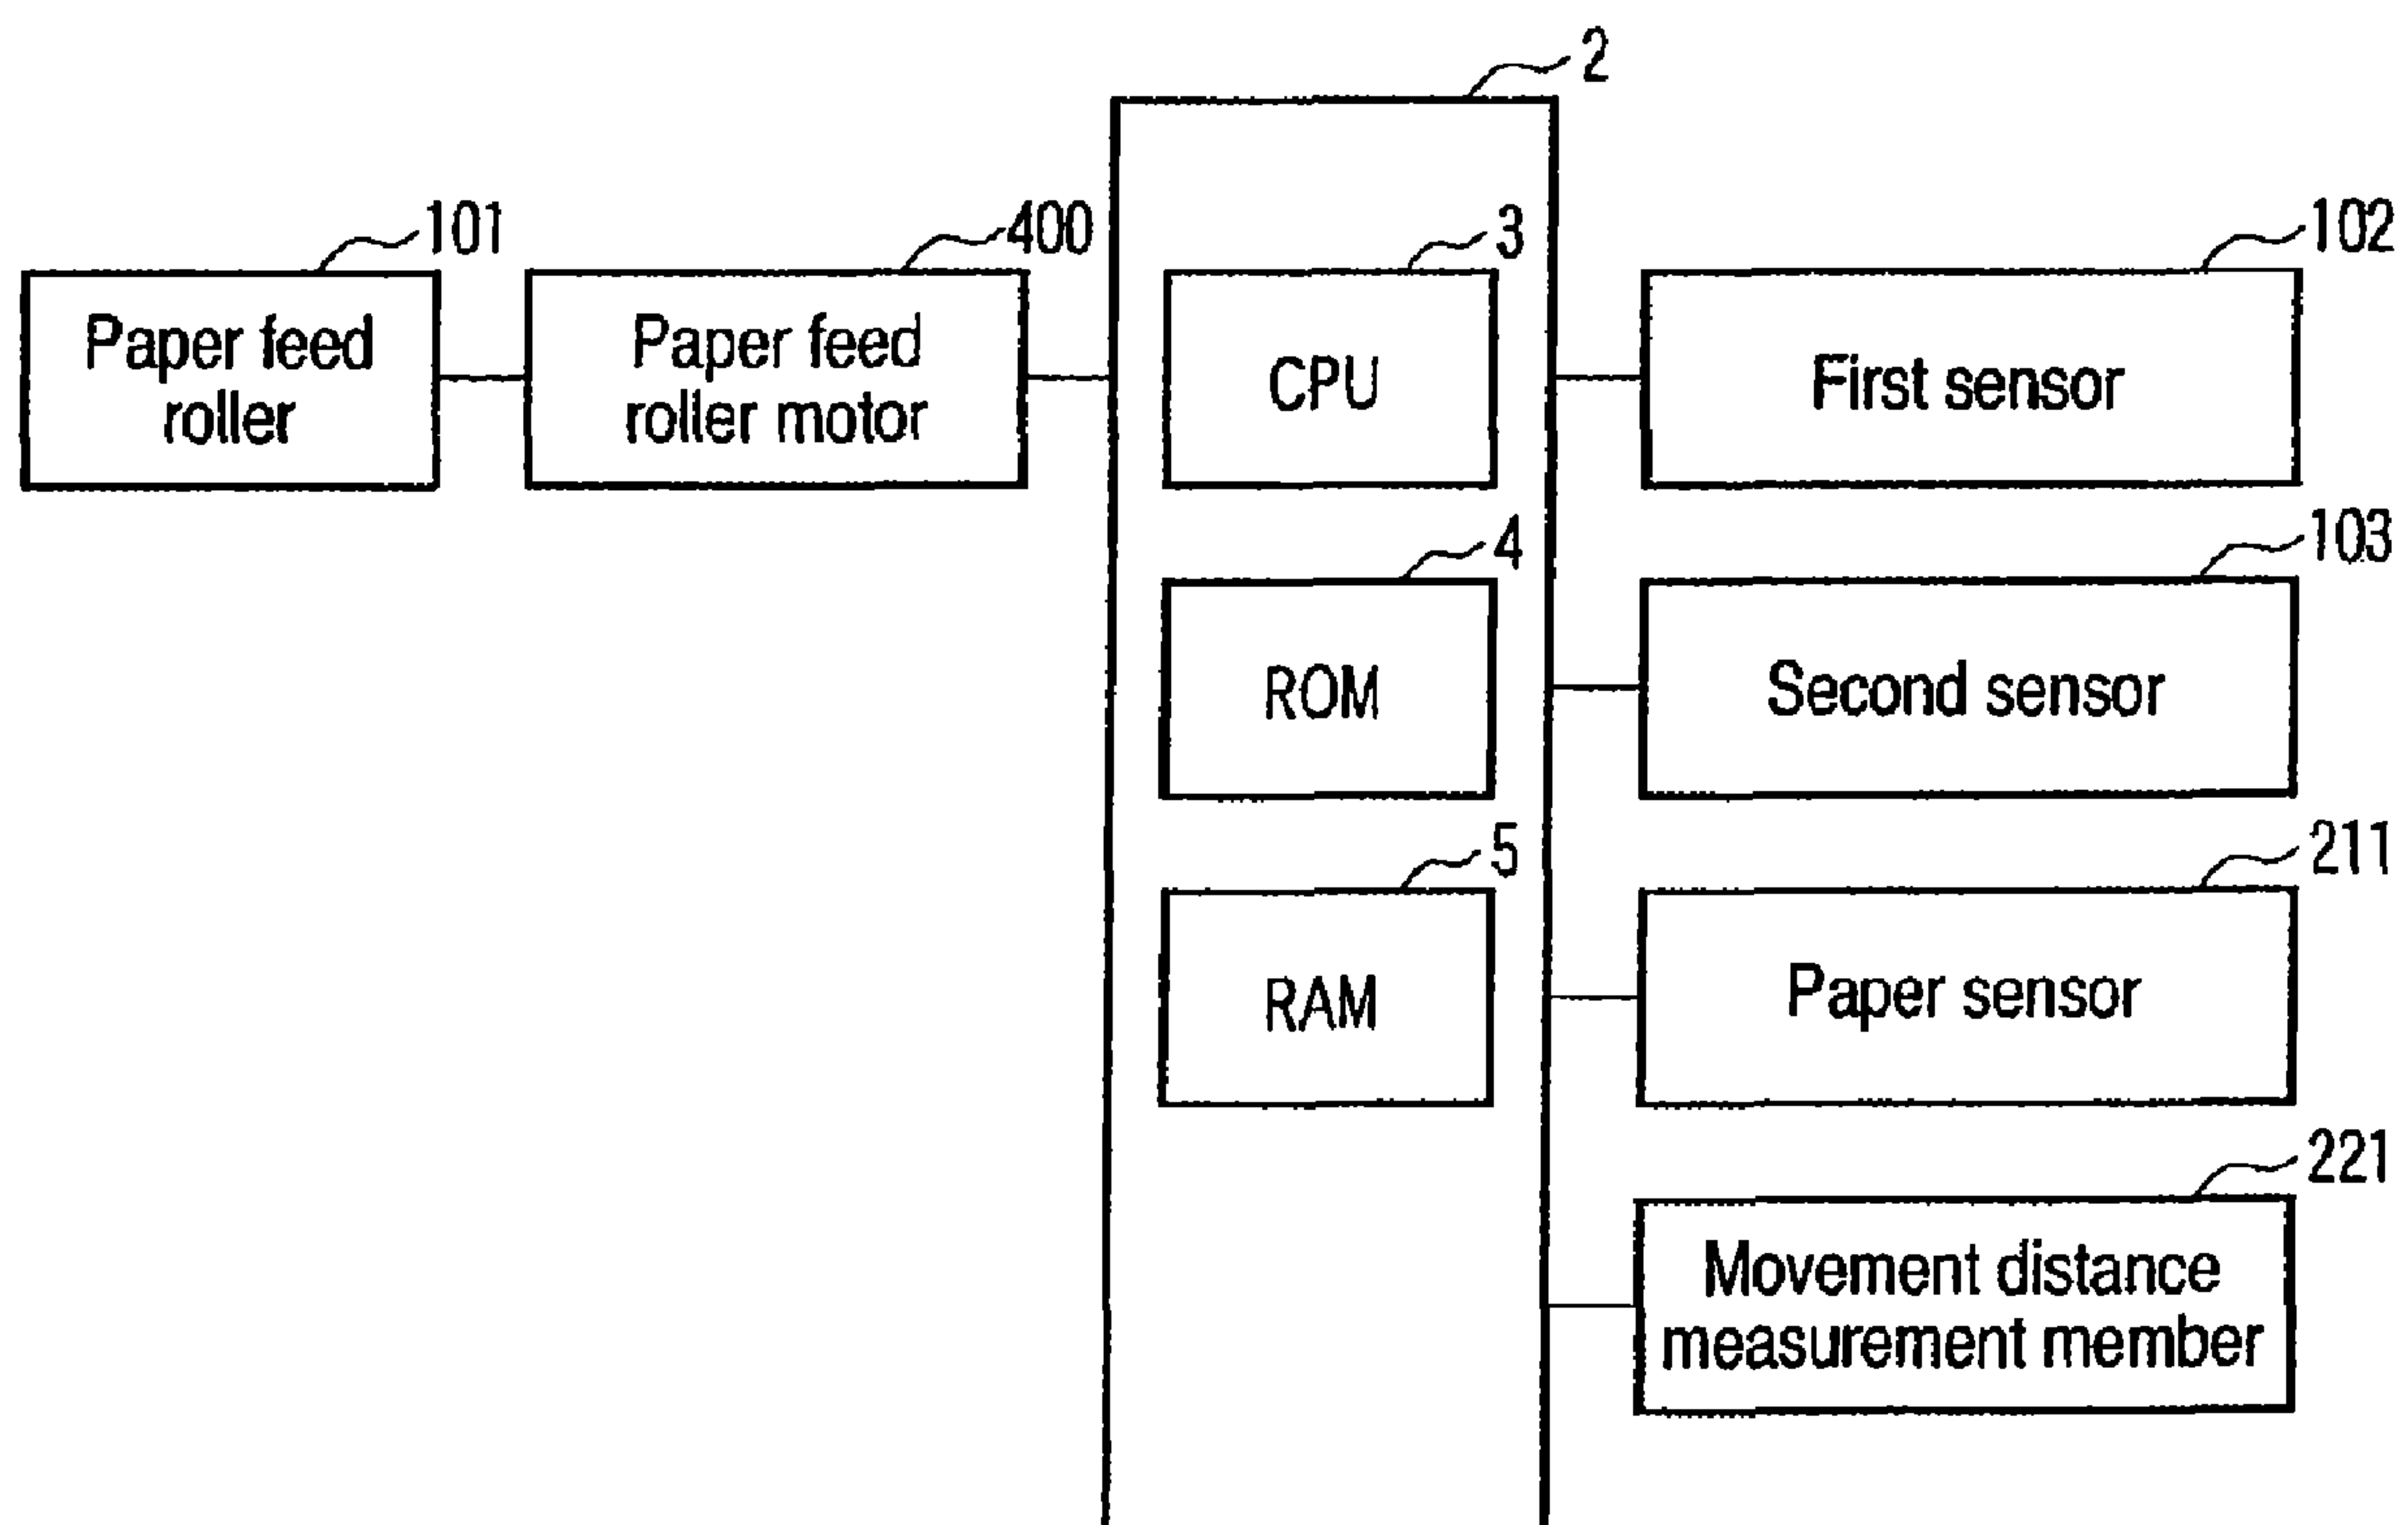 2
101
400
3
102
Paper feed
roller
Paper feed
roller motor
CPU
First sensor
4
103
ROM
Second sensor
5
211
RAM
Paper sensor
221
Movement distance
measurement member